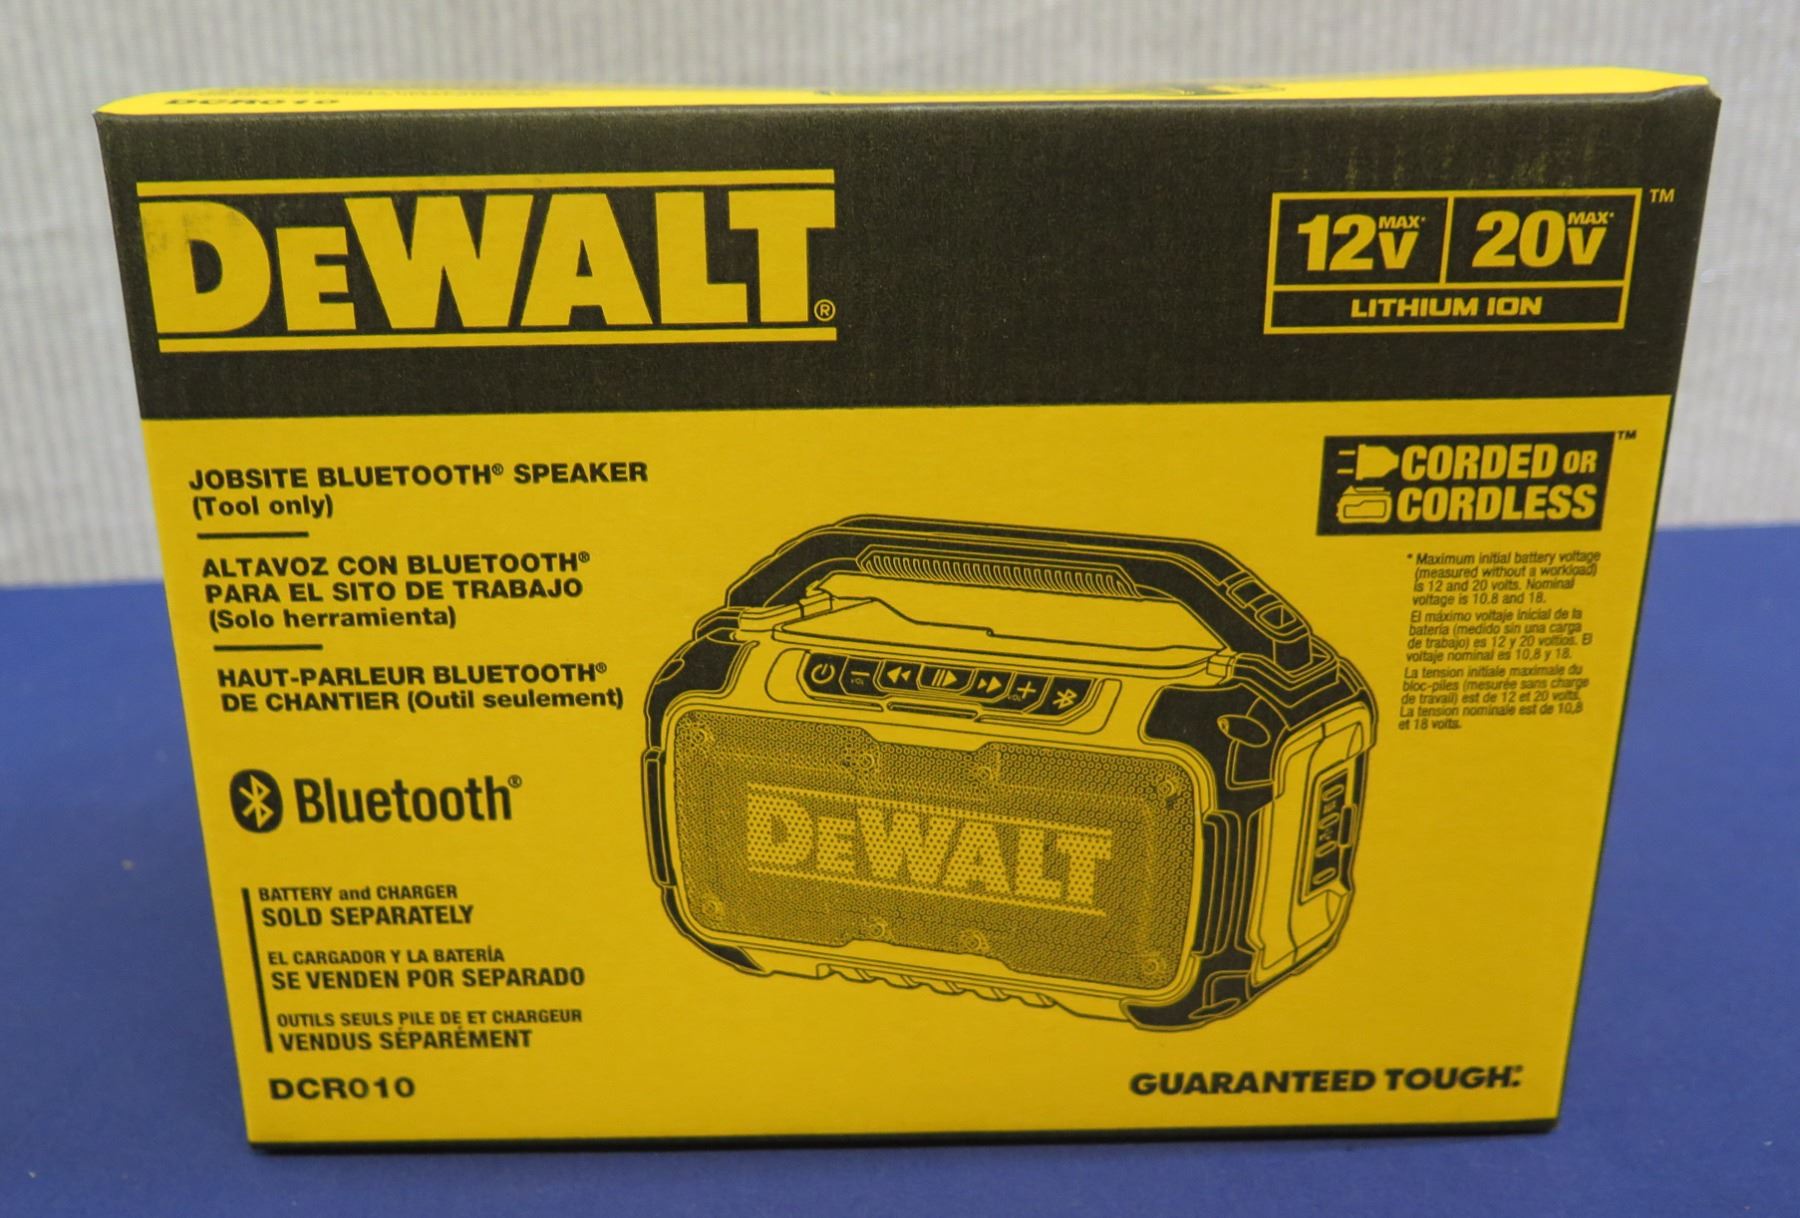 DCR010
DEWALT®
12V MAX* 20V MAX* ™
LITHIUM ION
JOBSITE BLUETOOTH® SPEAKER
(Tool only)
ALTAVOZ CON BLUETOOTH®
PARA EL SITO DE TRABAJO
(Solo herramienta)
HAUT-PARLEUR BLUETOOTH®
DE CHANTIER (Outil seulement)
Bluetooth®
BATTERY and CHARGER
SOLD SEPARATELY
EL CARGADOR Y LA BATERÍA
SE VENDEN POR SEPARADO
OUTILS SEULS PILE DE ET CHARGEUR
VENDUS SÉPARÉMENT
DCR010
CORDED OR ™
CORDLESS
* Maximum initial battery voltage
(measured without a workload)
is 12 and 20 volts. Nominal
voltage is 10.8 and 18.
El máximo voltaje inicial de la
batería (medido sin una carga
de trabajo) es 12 y 20 voltios. El
voltaje nominal es 10,8 y 18.
La tension initiale maximale du
bloc-piles (mesurée sans charge
de travail) est de 12 et 20 volts.
La tension nominale est de 10,8
et 18 volts.
VOL
DEWALT
GUARANTEED TOUGH.®